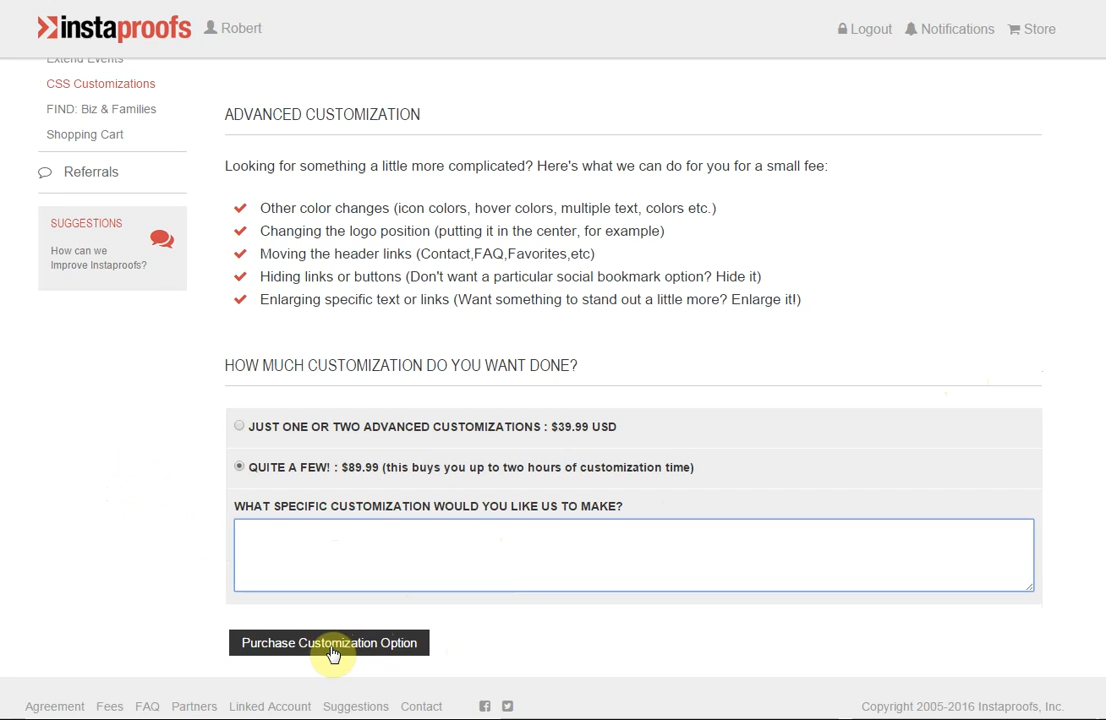 instaproofs
Robert
Logout
Notifications
Store
Extend Events
CSS Customizations
FIND: Biz & Families
Shopping Cart
Referrals
SUGGESTIONS
How can we
Improve Instaproofs?
ADVANCED CUSTOMIZATION
Looking for something a little more complicated? Here's what we can do for you for a small fee:
Other color changes (icon colors, hover colors, multiple text, colors etc.)
Changing the logo position (putting it in the center, for example)
Moving the header links (Contact,FAQ,Favorites,etc)
Hiding links or buttons (Don't want a particular social bookmark option? Hide it)
Enlarging specific text or links (Want something to stand out a little more? Enlarge it!)
HOW MUCH CUSTOMIZATION DO YOU WANT DONE?
JUST ONE OR TWO ADVANCED CUSTOMIZATIONS : $39.99 USD
QUITE A FEW! : $89.99 (this buys you up to two hours of customization time)
WHAT SPECIFIC CUSTOMIZATION WOULD YOU LIKE US TO MAKE?
Purchase Customization Option
Agreement Fees FAQ Partners Linked Account Suggestions Contact
Copyright 2005-2016 Instaproofs, Inc.